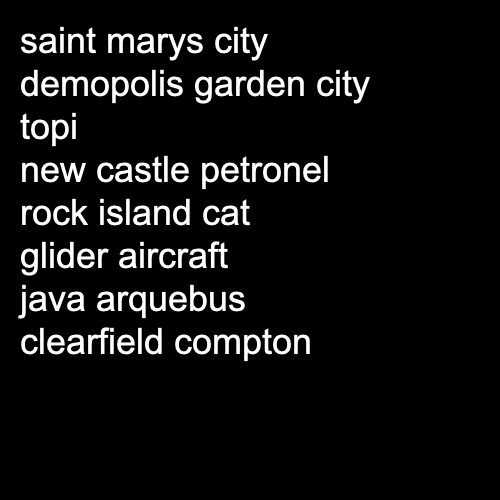 saint marys city
demopolis garden city
topi
new castle petronel
rock island cat
glider aircraft
java arquebus
clearfield compton